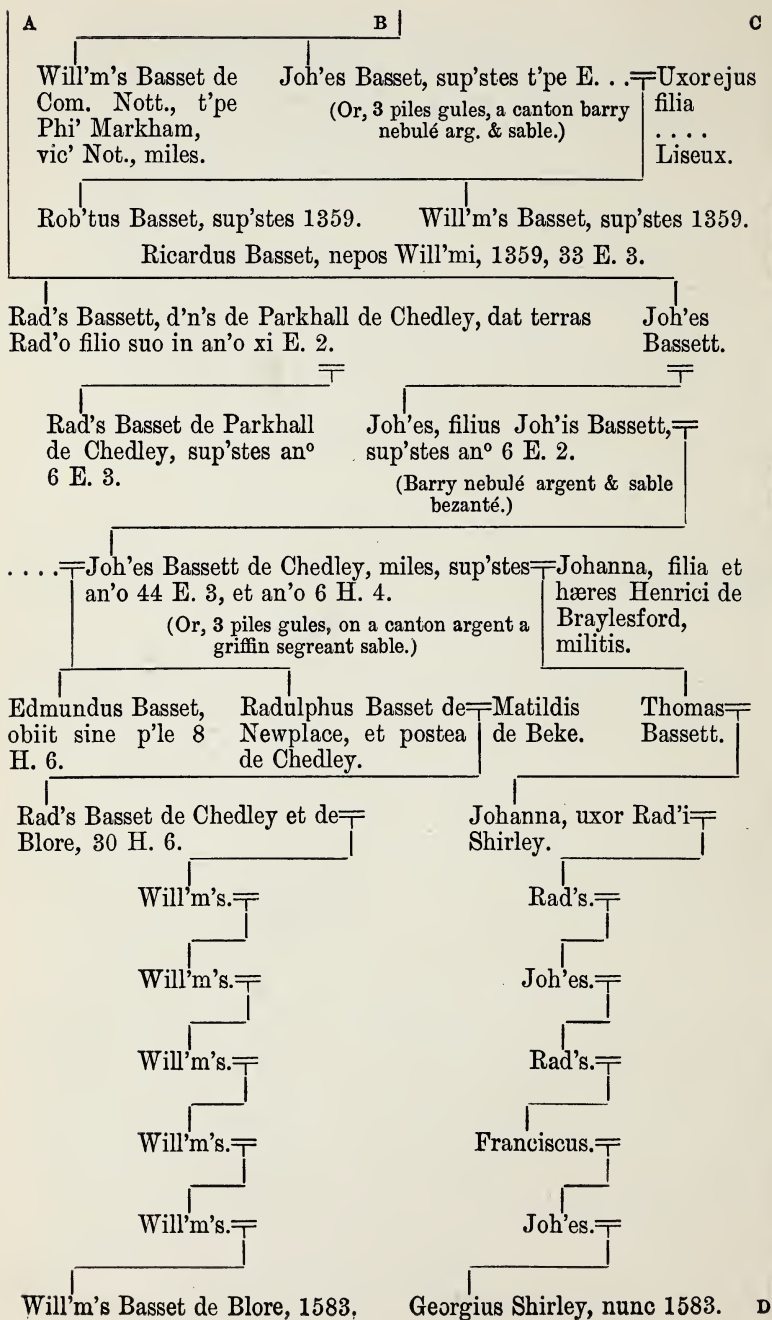 A B C
Will'm's Basset de
Com. Nott., t'pe
Phi' Markham,
vic' Not., miles.
Joh'es Basset, sup'stes t'pe E. . .
(Or, 3 piles gules, a canton barry
nebulé arg. & sable.)
Uxor ejus
filia
. . . .
Liseux.
Rob'tus Basset, sup'stes 1359. Will'm's Basset, sup'stes 1359.
Ricardus Basset, nepos Will'mi, 1359, 33 E. 3.
Rad's Bassett, d'n's de Parkhall de Chedley, dat terras
Rad'o filio suo in an'o xi E. 2.
Joh'es
Bassett.
Rad's Basset de Parkhall
de Chedley, sup'stes anº
6 E. 3.
Joh'es, filius Joh'is Bassett,
sup'stes anº 6 E. 2.
(Barry nebulé argent & sable
bezanté.)
. . . . Joh'es Bassett de Chedley, miles, sup'stes
an'o 44 E. 3, et an'o 6 H. 4.
(Or, 3 piles gules, on a canton argent a
griffin segreant sable.)
Johanna, filia et
hæres Henrici de
Braylesford,
militis.
Edmundus Basset,
obiit sine p'le 8
H. 6.
Radulphus Basset de
Newplace, et postea
de Chedley.
Matildis
de Beke.
Thomas
Bassett.
Rad's Basset de Chedley et de
Blore, 30 H. 6.
Johanna, uxor Rad'i
Shirley.
Will'm's. Rad's.
Will'm's. Joh'es.
Will'm's. Rad's.
Will'm's. Franciscus.
Will'm's. Joh'es.
Will'm's Basset de Blore, 1583. Georgius Shirley, nunc 1583. D